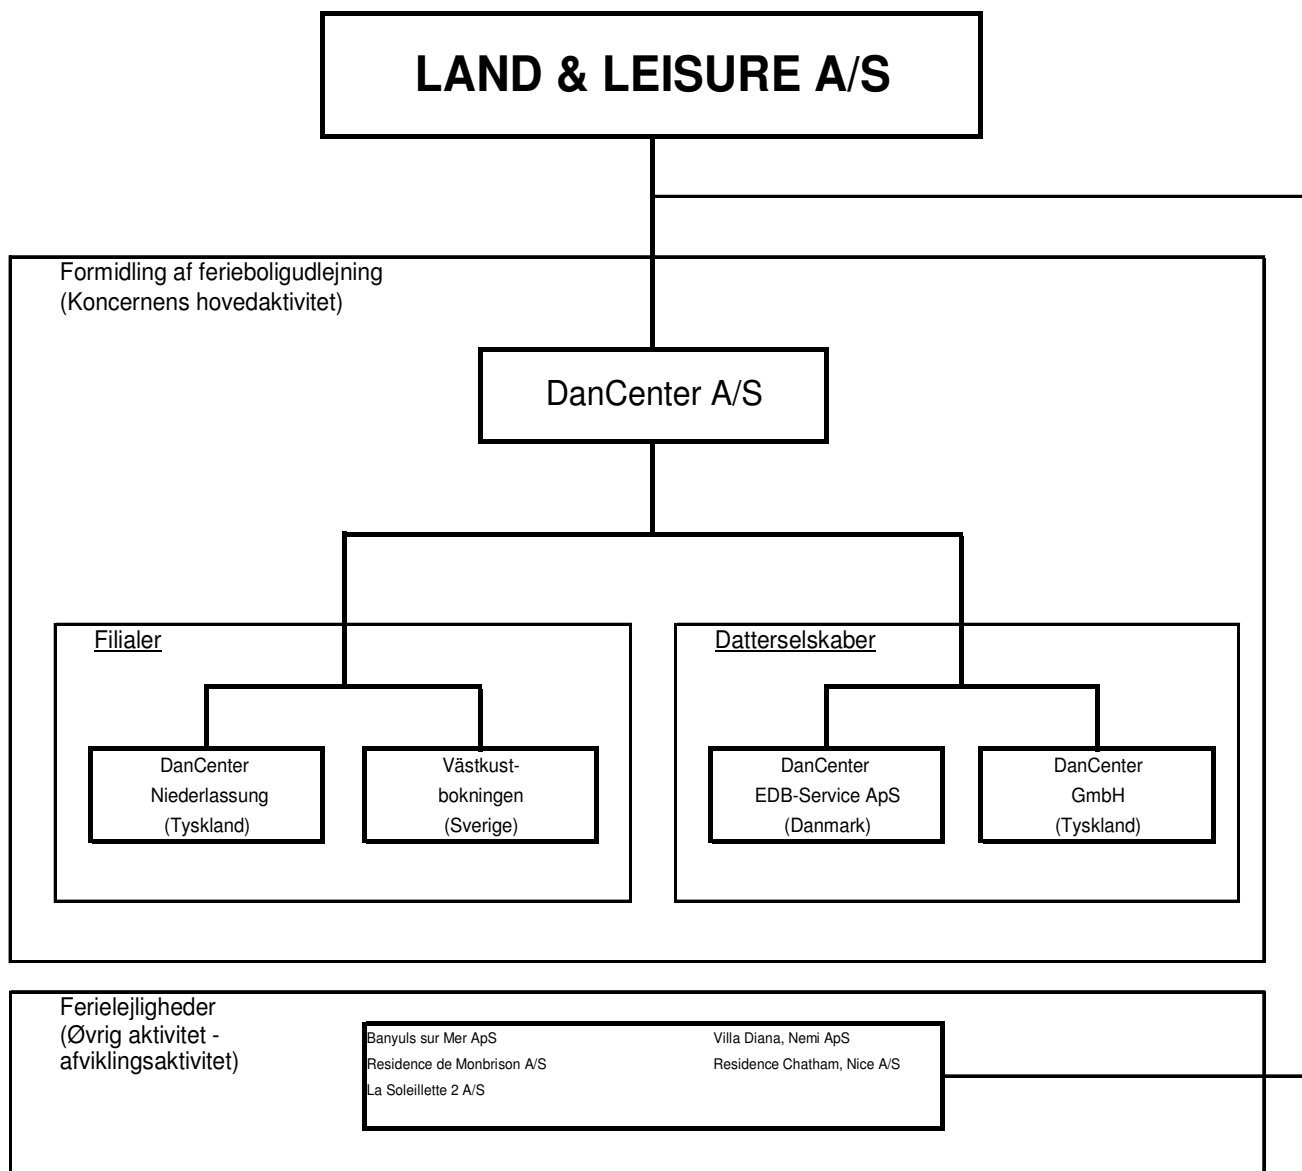 LAND & LEISURE A/S
Formidling af ferieboligudlejning
(Koncernens hovedaktivitet)
DanCenter A/S
Filialer
DanCenter
Niederlassung
(Tyskland)
Västkust-
bokningen
(Sverige)
Datterselskaber
DanCenter
EDB-Service ApS
(Danmark)
DanCenter
GmbH
(Tyskland)
Ferielejligheder
(Øvrig aktivitet -
afviklingsaktivitet)
Banyuls sur Mer ApS
Residence de Monbrison A/S
La Soleillette 2 A/S
Villa Diana, Nemi ApS
Residence Chatham, Nice A/S